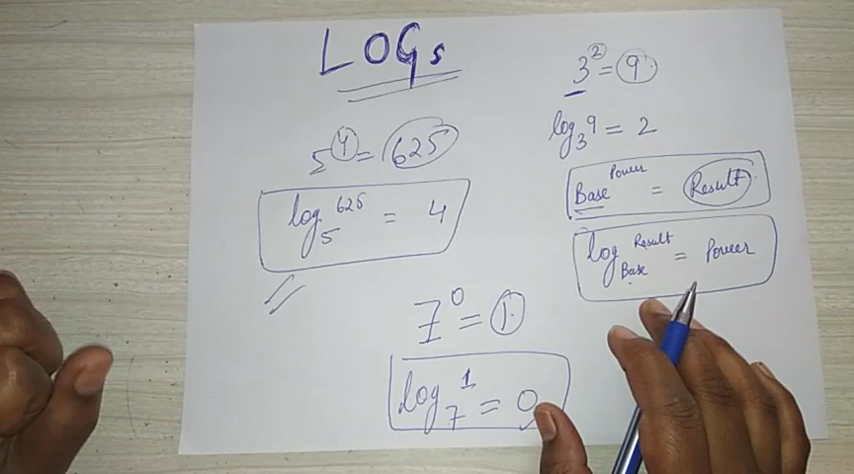 LOGs
5⁴ = 625
log₅ 625 = 4
3² = 9
log₃ 9 = 2
Base^Power = Result
log_Base Result = Power
7⁰ = 1
log₇ 1 = 0